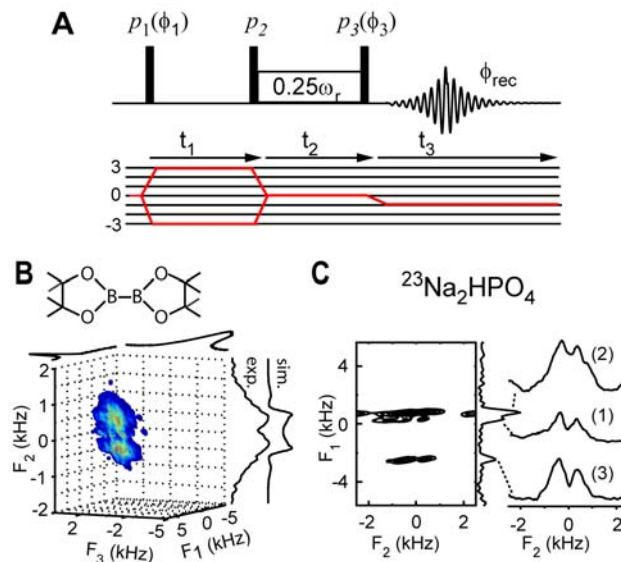 A
p₁(ϕ₁) p₂ p₃(ϕ₃)
0.25ωᵣ
ϕrec
t₁ t₂ t₃
3
0
-3
B
O O
B—B
O O
exp. sim.
2
1
0
-1
-2
F₂ (kHz)
2 -2
F₃ (kHz)
5 0 -5
F₁ (kHz)
C
²³Na₂HPO₄
4
0
-4
F₁ (kHz)
-2 0 2
F₂ (kHz)
(2)
(1)
(3)
-2 0 2
F₂ (kHz)